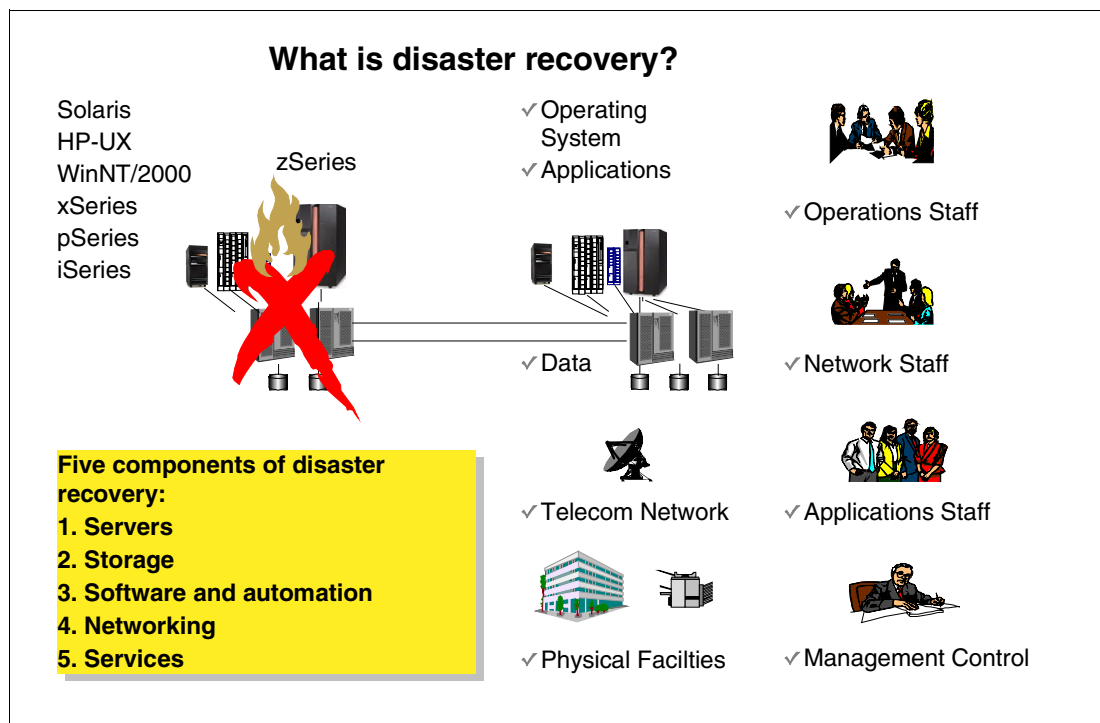 What is disaster recovery?
Solaris
HP-UX
WinNT/2000
xSeries
pSeries
iSeries
zSeries
✓ Operating
System
✓ Applications
✓ Data
✓ Telecom Network
✓ Physical Facilties
✓ Operations Staff
✓ Network Staff
✓ Applications Staff
✓ Management Control
Five components of disaster
recovery:
1. Servers
2. Storage
3. Software and automation
4. Networking
5. Services